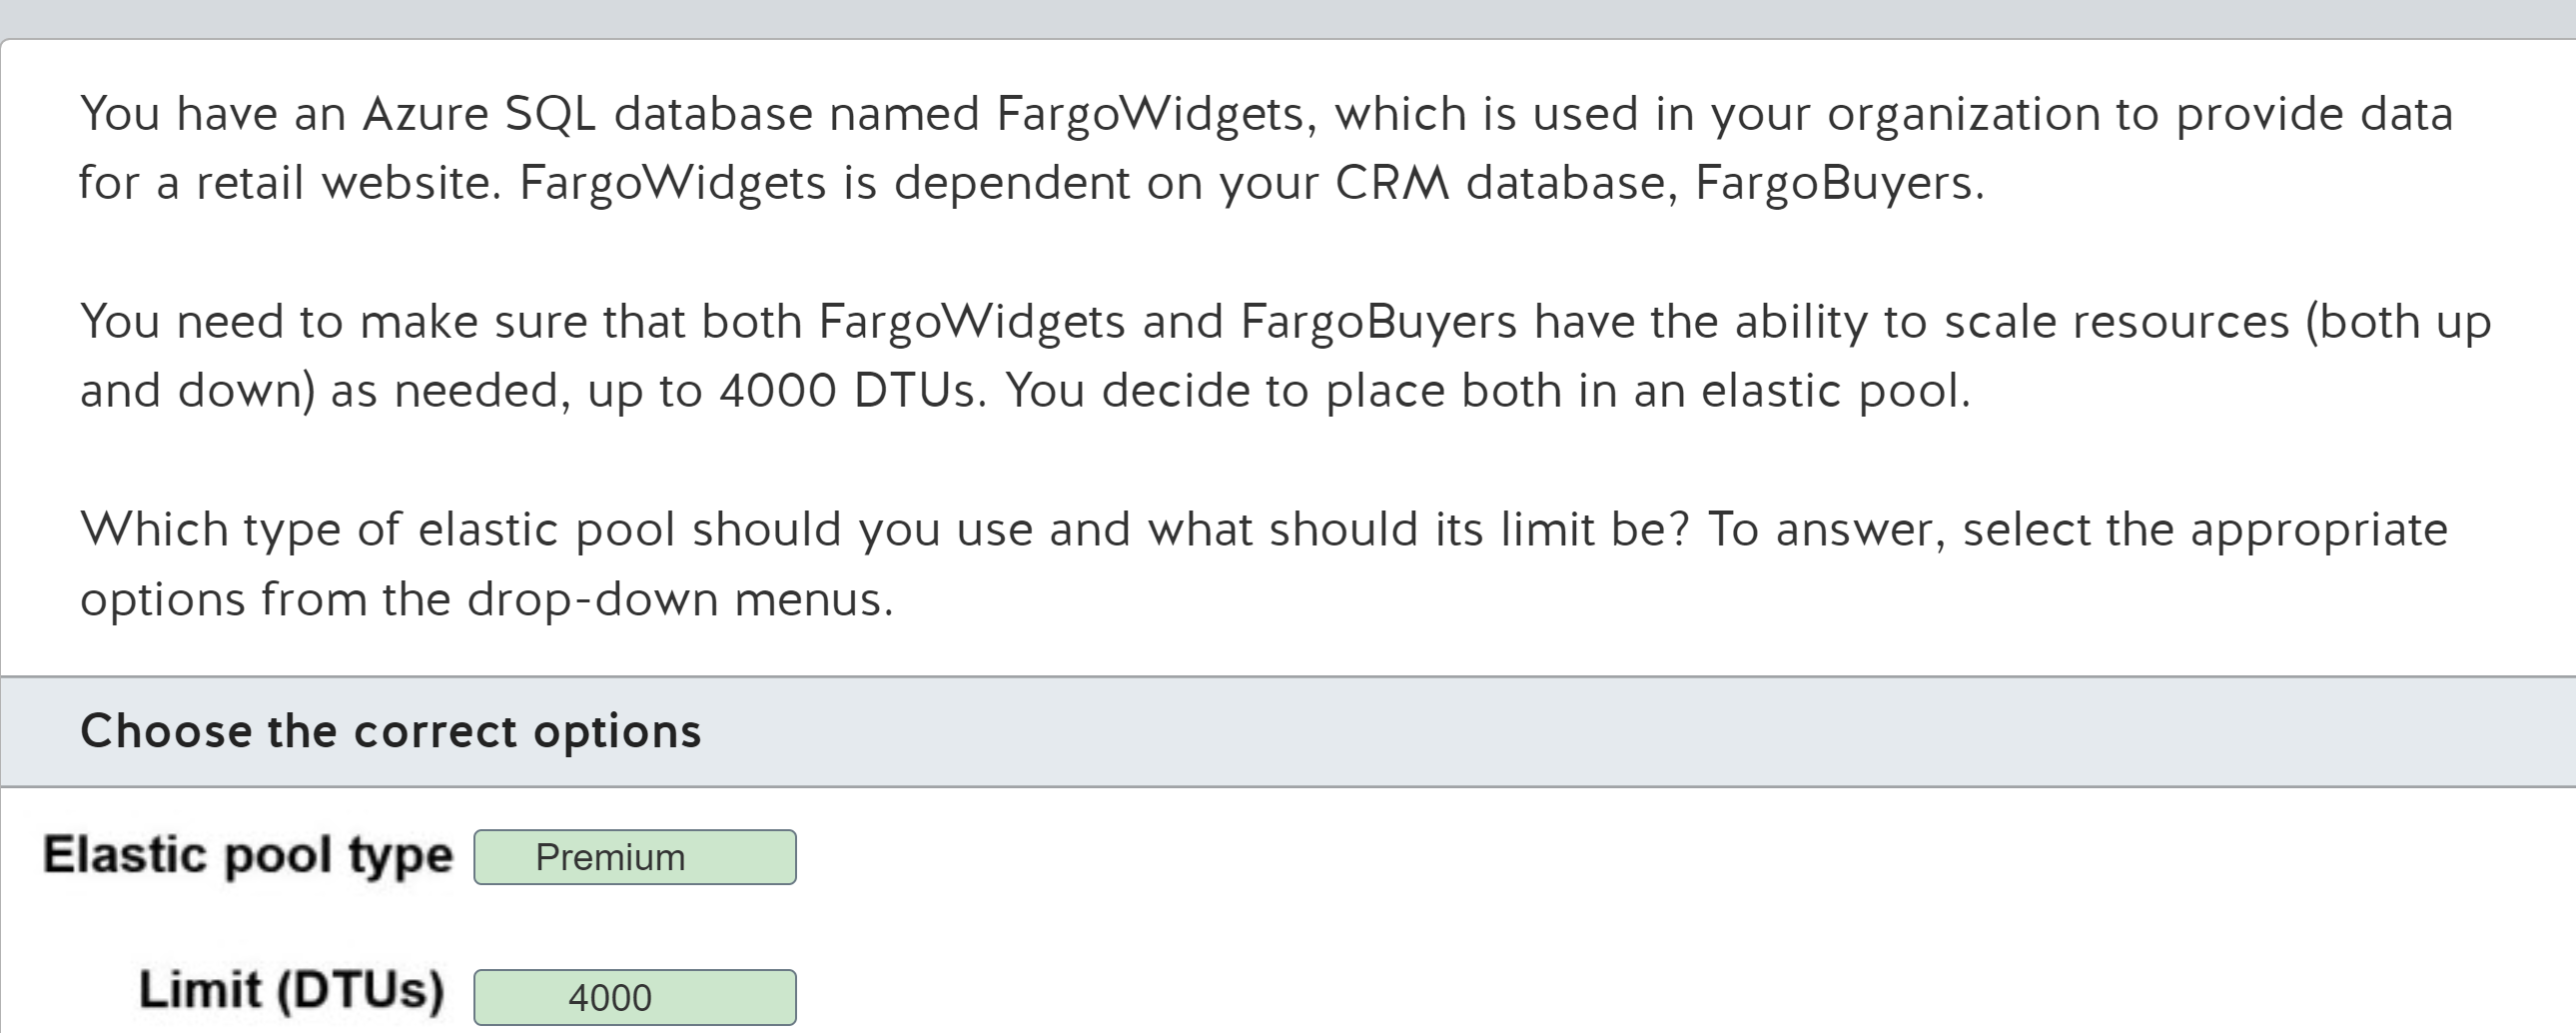 You have an Azure SQL database named FargoWidgets, which is used in your organization to provide data
for a retail website. FargoWidgets is dependent on your CRM database, FargoBuyers.
You need to make sure that both FargoWidgets and FargoBuyers have the ability to scale resources (both up
and down) as needed, up to 4000 DTUs. You decide to place both in an elastic pool.
Which type of elastic pool should you use and what should its limit be? To answer, select the appropriate
options from the drop-down menus.
Choose the correct options
Elastic pool type Premium
Limit (DTUs) 4000